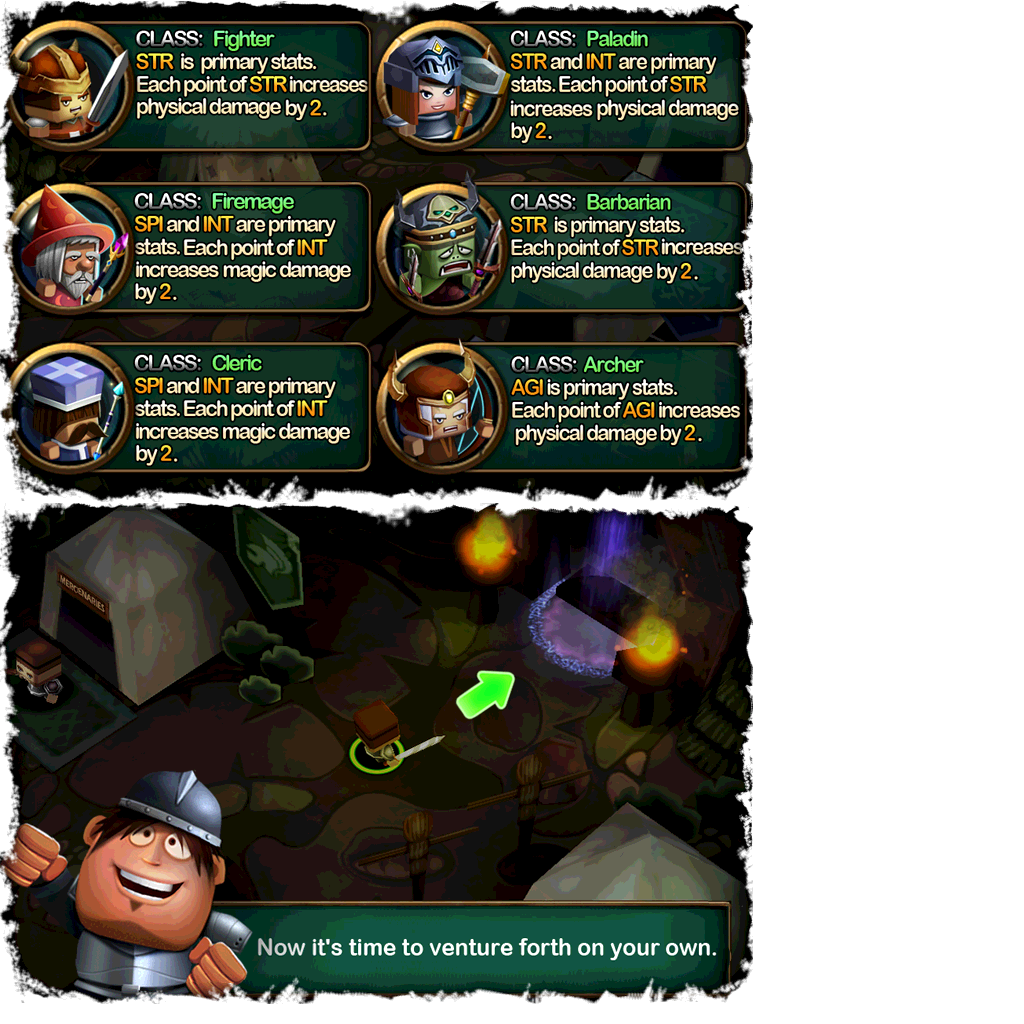 CLASS: Fighter
STR is primary stats.
Each point of STR increases
physical damage by 2.
CLASS: Paladin
STR and INT are primary
stats. Each point of STR
increases physical damage
by 2.
CLASS: Firemage
SPI and INT are primary
stats. Each point of INT
increases magic damage
by 2.
CLASS: Barbarian
STR is primary stats.
Each point of STR increases
physical damage by 2.
CLASS: Cleric
SPI and INT are primary
stats. Each point of INT
increases magic damage
by 2.
CLASS: Archer
AGI is primary stats.
Each point of AGI increases
physical damage by 2.
MERCENARIES
Now it's time to venture forth on your own.